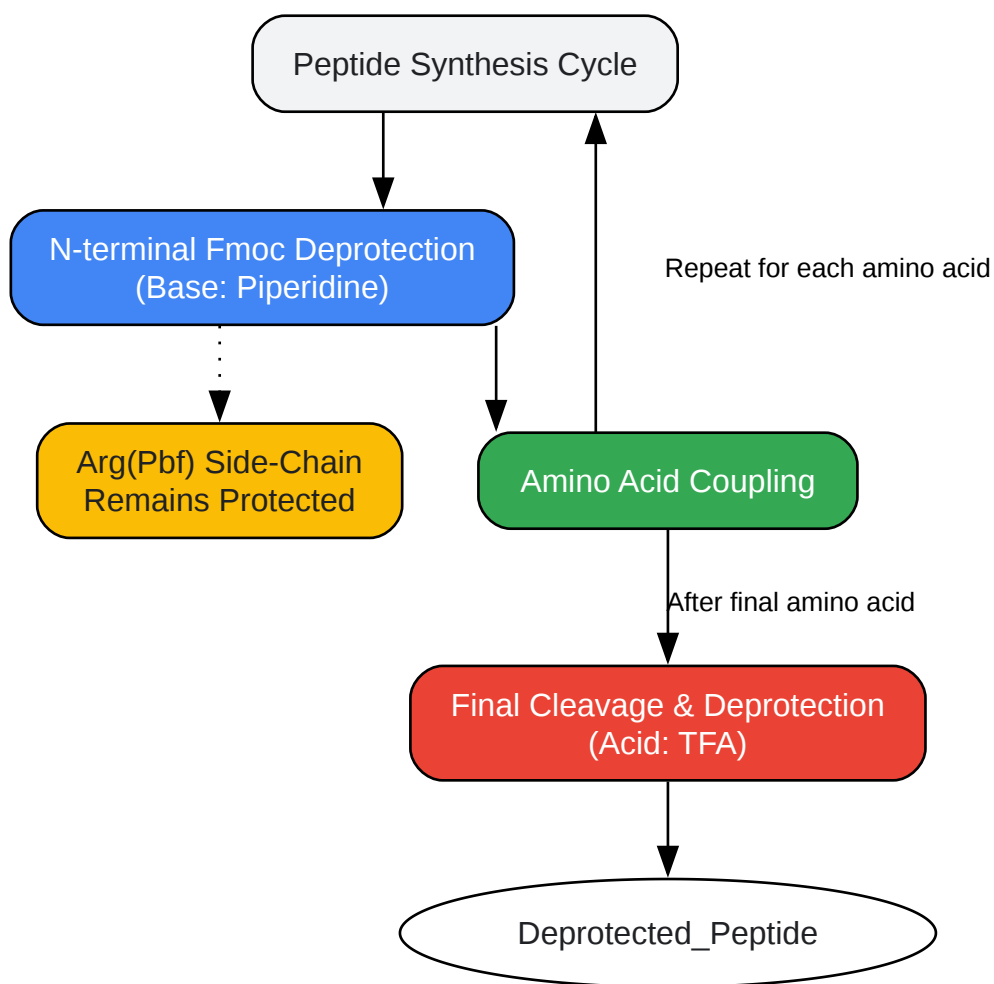 Peptide Synthesis Cycle
N-terminal Fmoc Deprotection
(Base: Piperidine)
Repeat for each amino acid
Arg(Pbf) Side-Chain
Remains Protected
Amino Acid Coupling
After final amino acid
Final Cleavage & Deprotection
(Acid: TFA)
Deprotected_Peptide